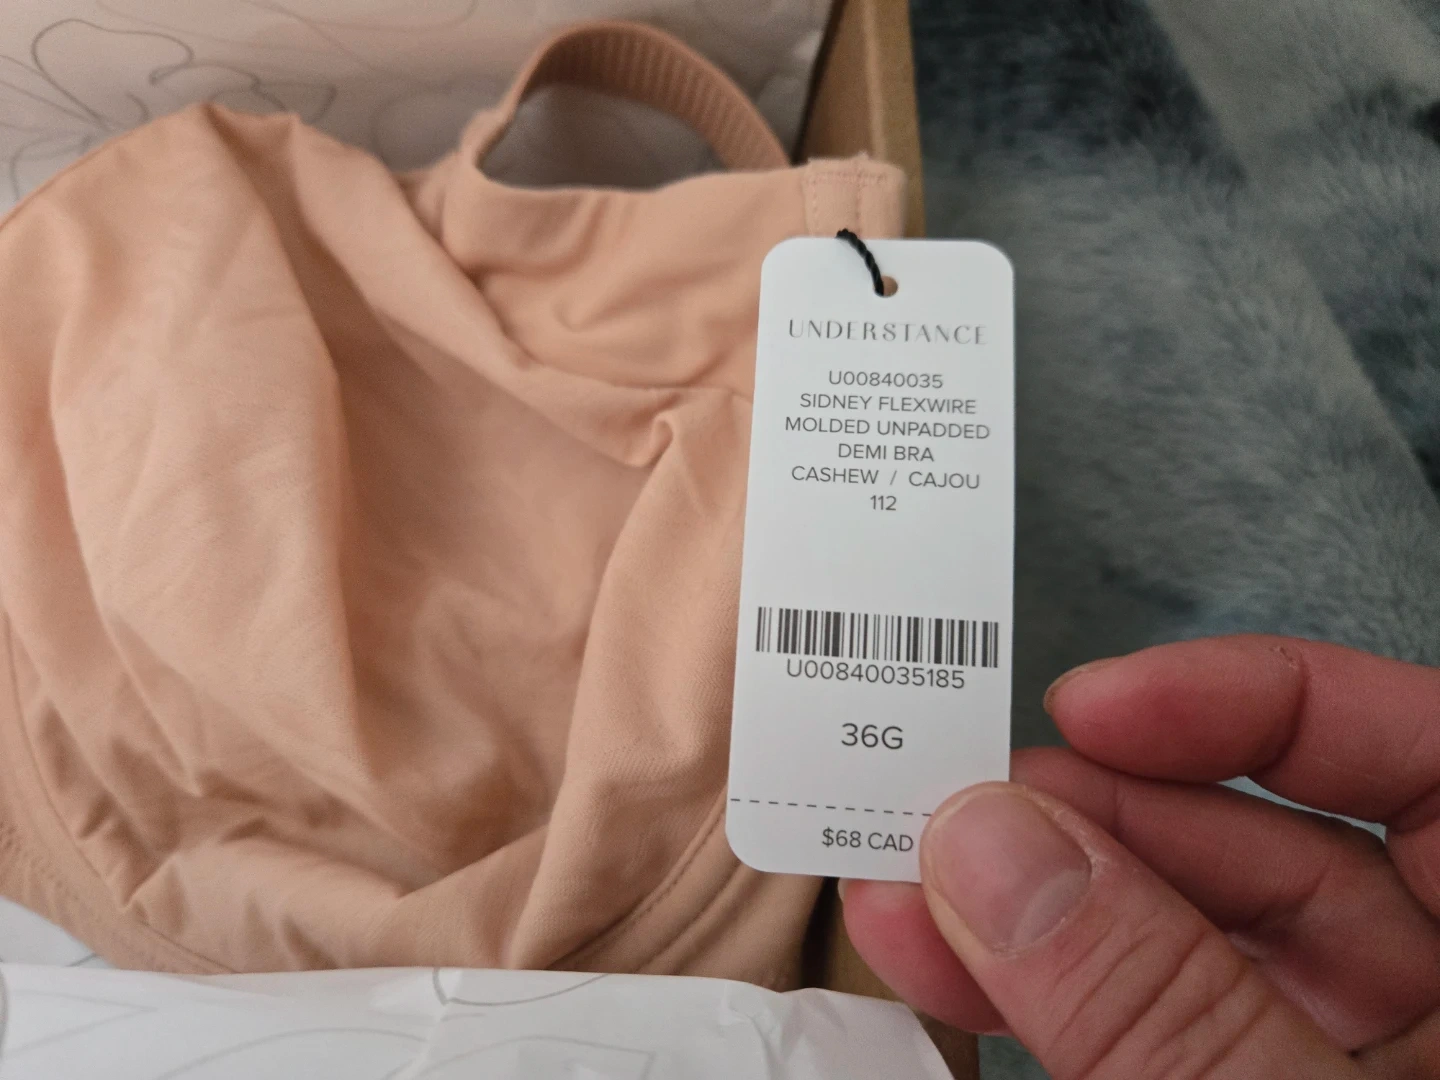 UNDERSTANCE
U00840035
SIDNEY FLEXWIRE
MOLDED UNPADDED
DEMI BRA
CASHEW / CAJOU
112
U00840035185
36G
$68 CAD